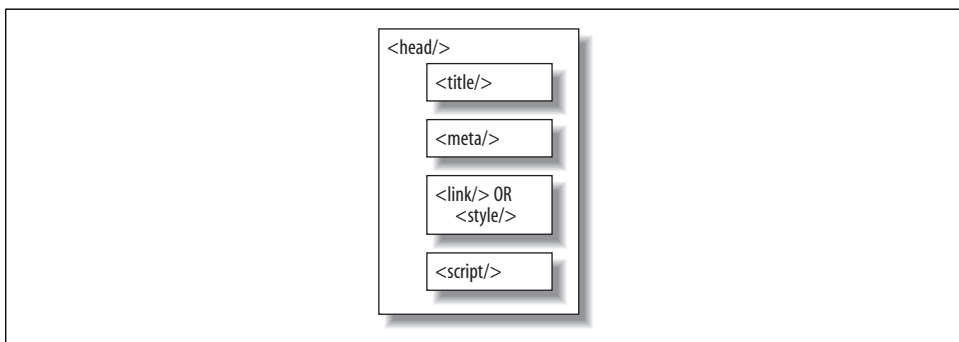 <head/>
<title/>
<meta/>
<link/> OR
<style/>
<script/>